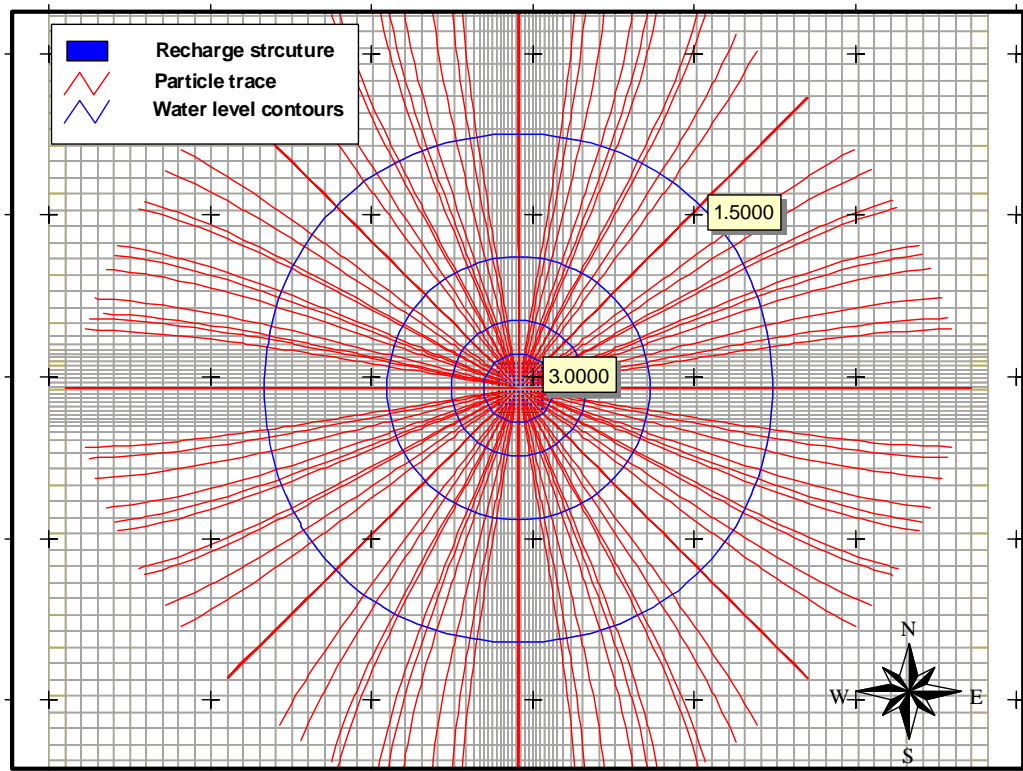 Recharge strcuture
Particle trace
Water level contours
1.5000
3.0000
N
W
E
S